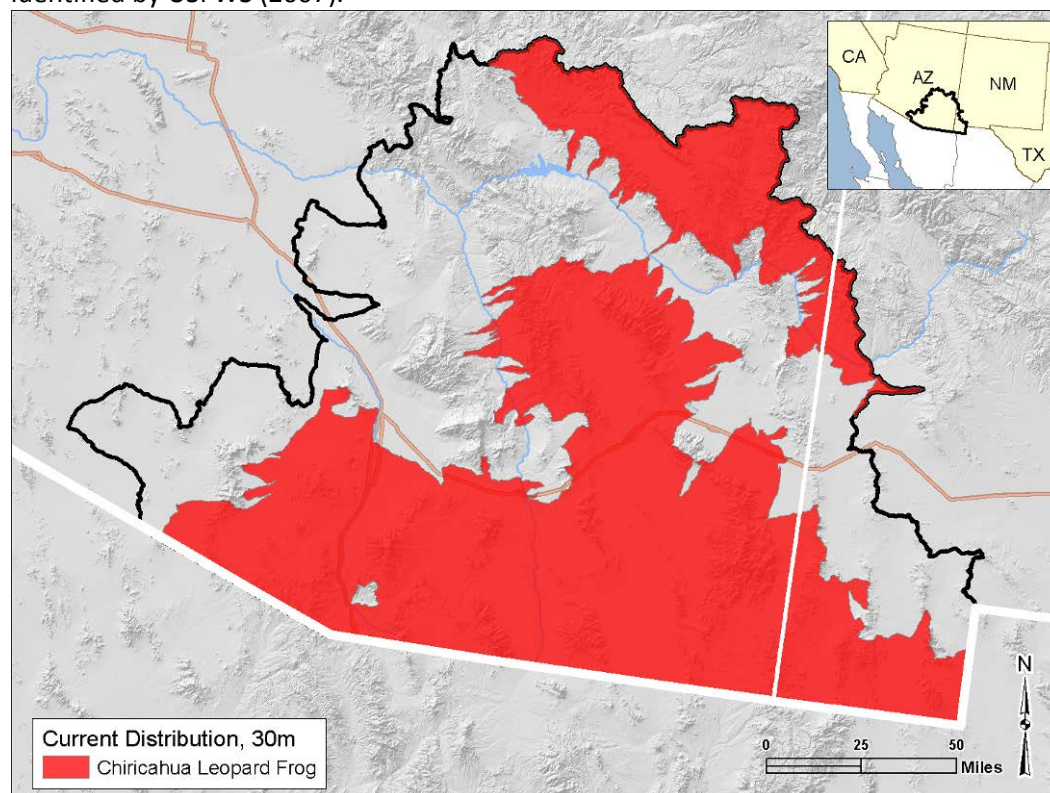 identified by USFWS (2007).
CA
AZ
NM
TX
N
Current Distribution, 30m
Chiricahua Leopard Frog
0 25 50
Miles